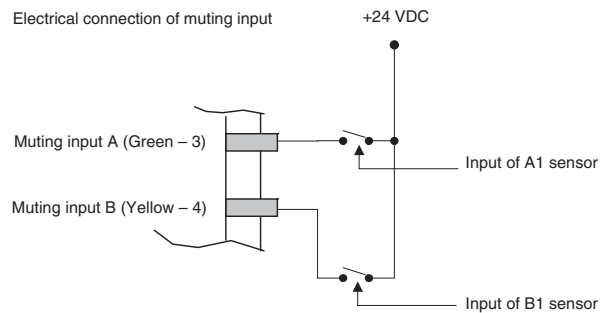 Electrical connection of muting input
+24 VDC
Muting input A (Green – 3)
Input of A1 sensor
Muting input B (Yellow – 4)
Input of B1 sensor